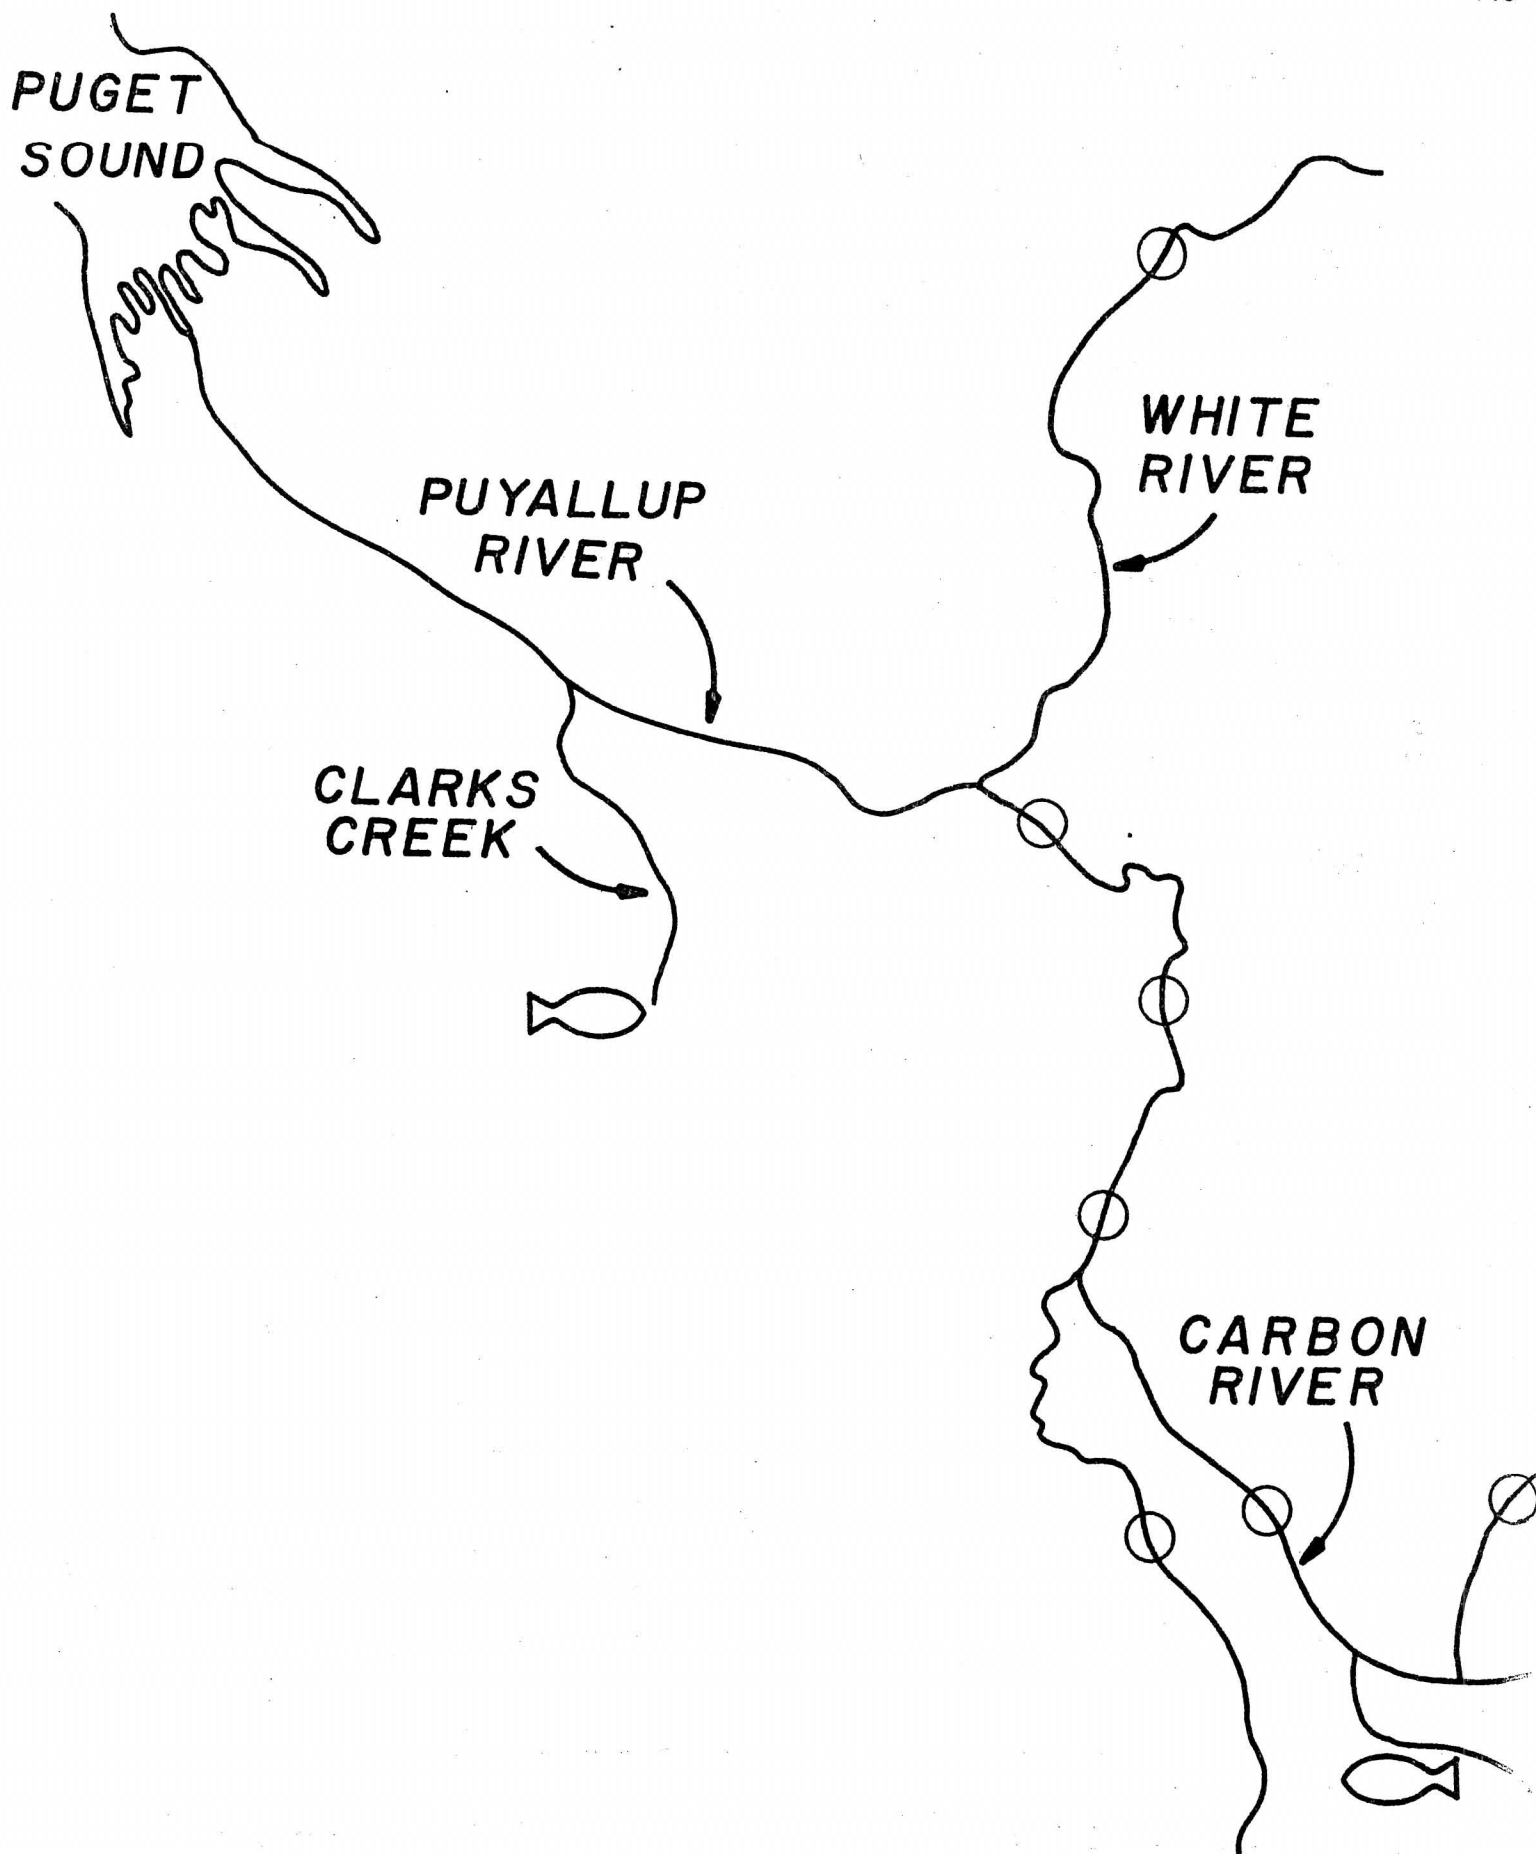 PUGET
SOUND
WHITE
RIVER
PUYALLUP
RIVER
CLARKS
CREEK
CARBON
RIVER